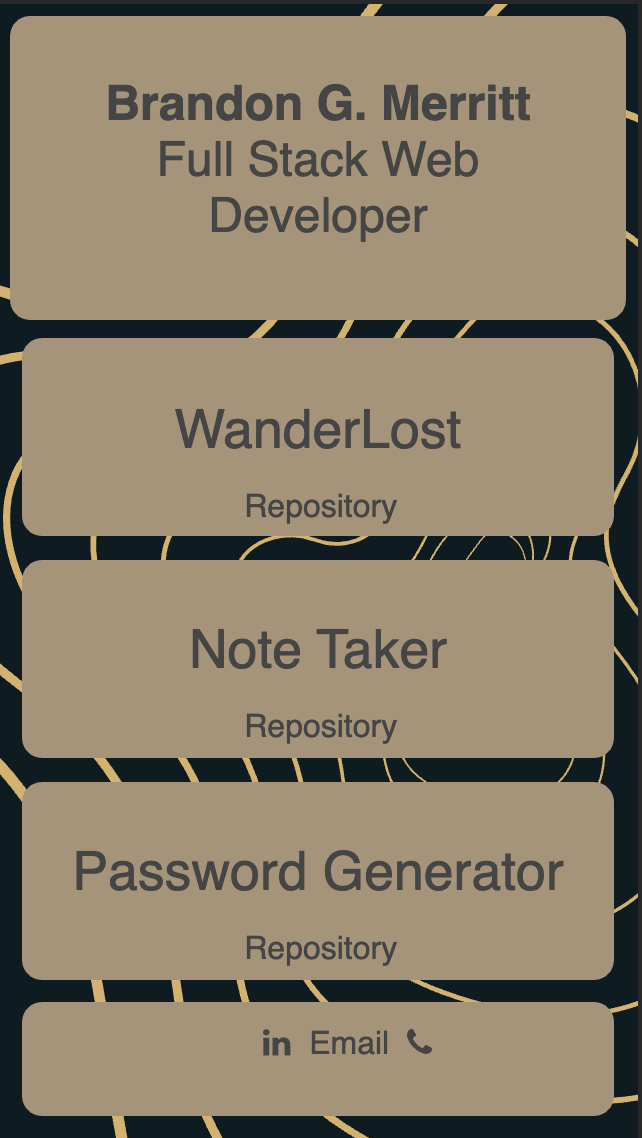 Brandon G. Merritt
Full Stack Web
Developer
WanderLost
Repository
Note Taker
Repository
Password Generator
Repository
in Email